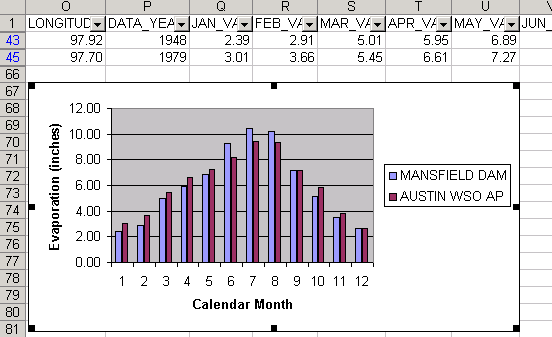 O P Q R S T U V
1 LONGITUD DATA_YEA JAN_VA FEB_VA MAR_VA APR_VA MAY_VA JUN_
43 97.92 1948 2.39 2.91 5.01 5.95 6.89
45 97.70 1979 3.01 3.66 5.45 6.61 7.27
66
67
68
69
70
71
72
73
74
75
76
77
78
79
80
81
12.00
10.00
8.00
6.00
4.00
2.00
0.00
Evaporation (inches)
1 2 3 4 5 6 7 8 9 10 11 12
Calendar Month
MANSFIELD DAM
AUSTIN WSO AP